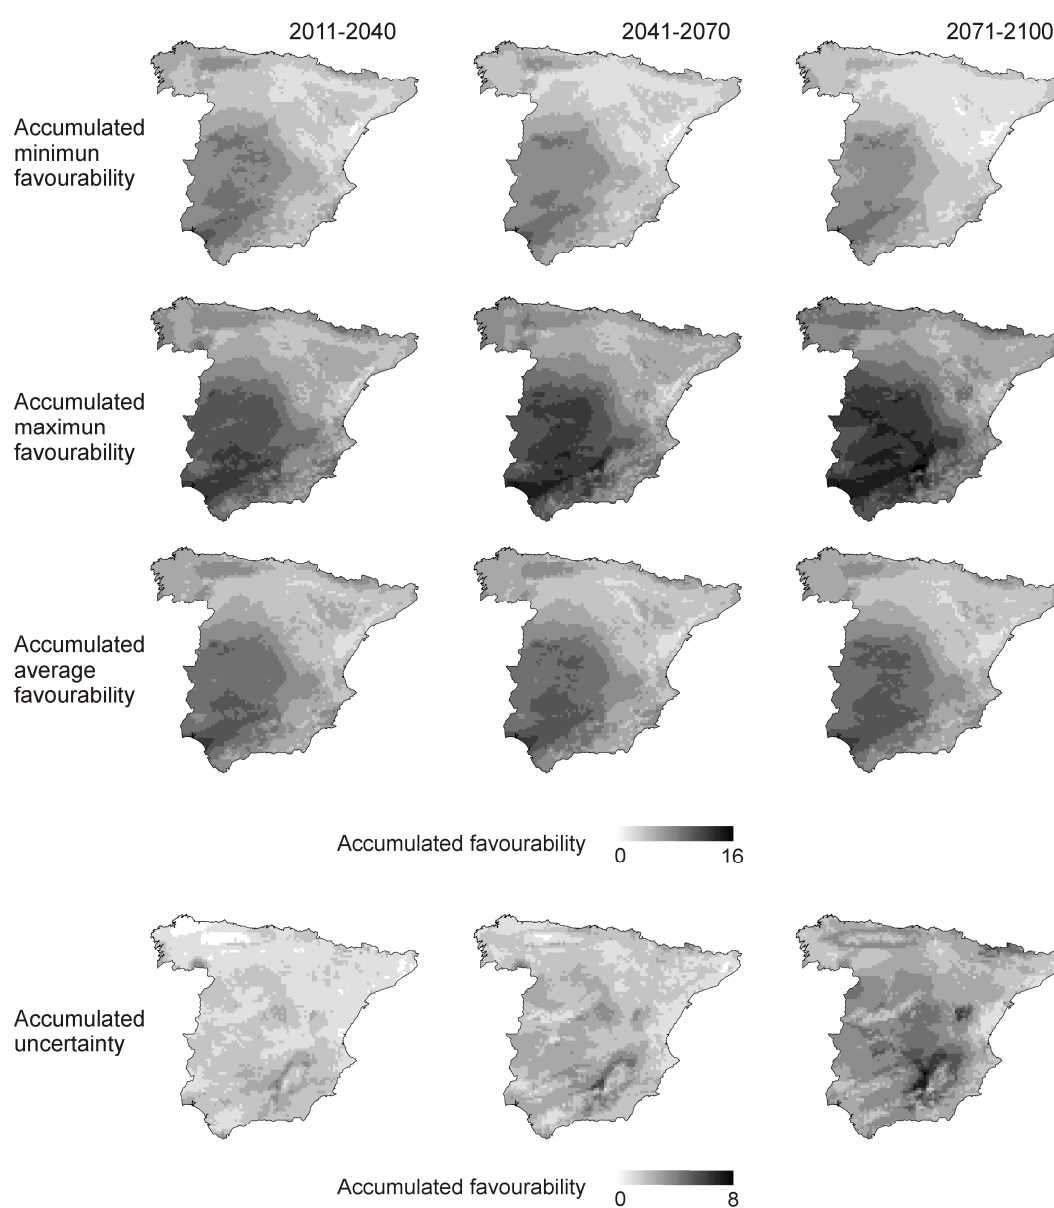 2011-2040 2041-2070 2071-2100
Accumulated
minimun
favourability
Accumulated
maximun
favourability
Accumulated
average
favourability
Accumulated favourability
0 16
Accumulated
uncertainty
Accumulated favourability
0 8